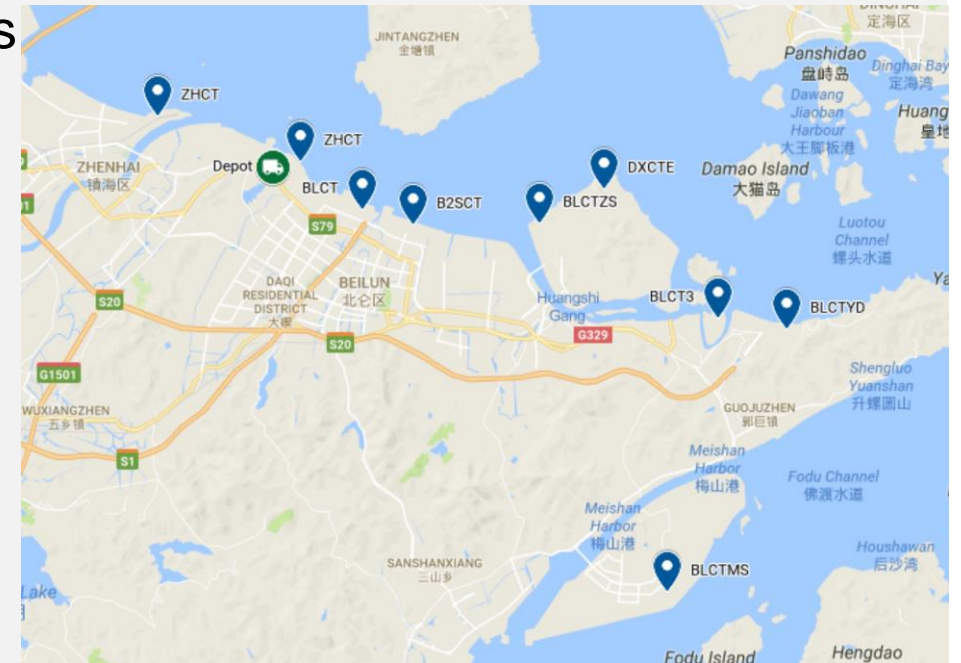 s
DINGHAI
定海区
JINTANGZHEN
金塘镇
Panshidao
盘峙岛
Dinghai Bay
定海湾
Dawang
Jiaoban
Harbour
大王脚板港
Huang
皇地
ZHCT
ZHCT
Depot
ZHENHAI
镇海区
BLCT
B2SCT
BLCTZS
DXCTE
Damao Island
大猫岛
S79
Luotou
Channel
螺头水道
DAQI
RESIDENTIAL
DISTRICT
大碶
BEILUN
北仑区
Huangshi
Gang
BLCT3
BLCTYD
Ya
S20
S20
G329
G1501
Shengluo
Yuanshan
升螺圆山
WUXIANGZHEN
五乡镇
GUOJUZHEN
郭巨镇
S1
Meishan
Harbor
梅山港
Fodu Channel
佛渡水道
Meishan
Harbor
梅山港
Houshawan
后沙湾
SANSHANXIANG
三山乡
BLCTMS
Lake
Fodu Island
Hengdao